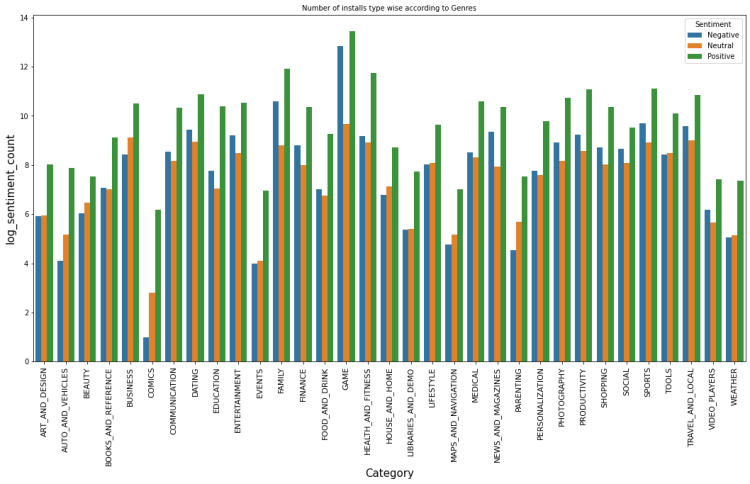 Number of installs type wise according to Genres
14
12
10
8
6
4
2
0
log_sentiment_count
Sentiment
Negative
Neutral
Positive
ART_AND_DESIGN
AUTO_AND_VEHICLES
BEAUTY
BOOKS_AND_REFERENCE
BUSINESS
COMICS
COMMUNICATION
DATING
EDUCATION
ENTERTAINMENT
EVENTS
FAMILY
FINANCE
FOOD_AND_DRINK
GAME
HEALTH_AND_FITNESS
HOUSE_AND_HOME
LIBRARIES_AND_DEMO
LIFESTYLE
MAPS_AND_NAVIGATION
MEDICAL
NEWS_AND_MAGAZINES
PARENTING
PERSONALIZATION
PHOTOGRAPHY
PRODUCTIVITY
SHOPPING
SOCIAL
SPORTS
TOOLS
TRAVEL_AND_LOCAL
VIDEO_PLAYERS
WEATHER
Category